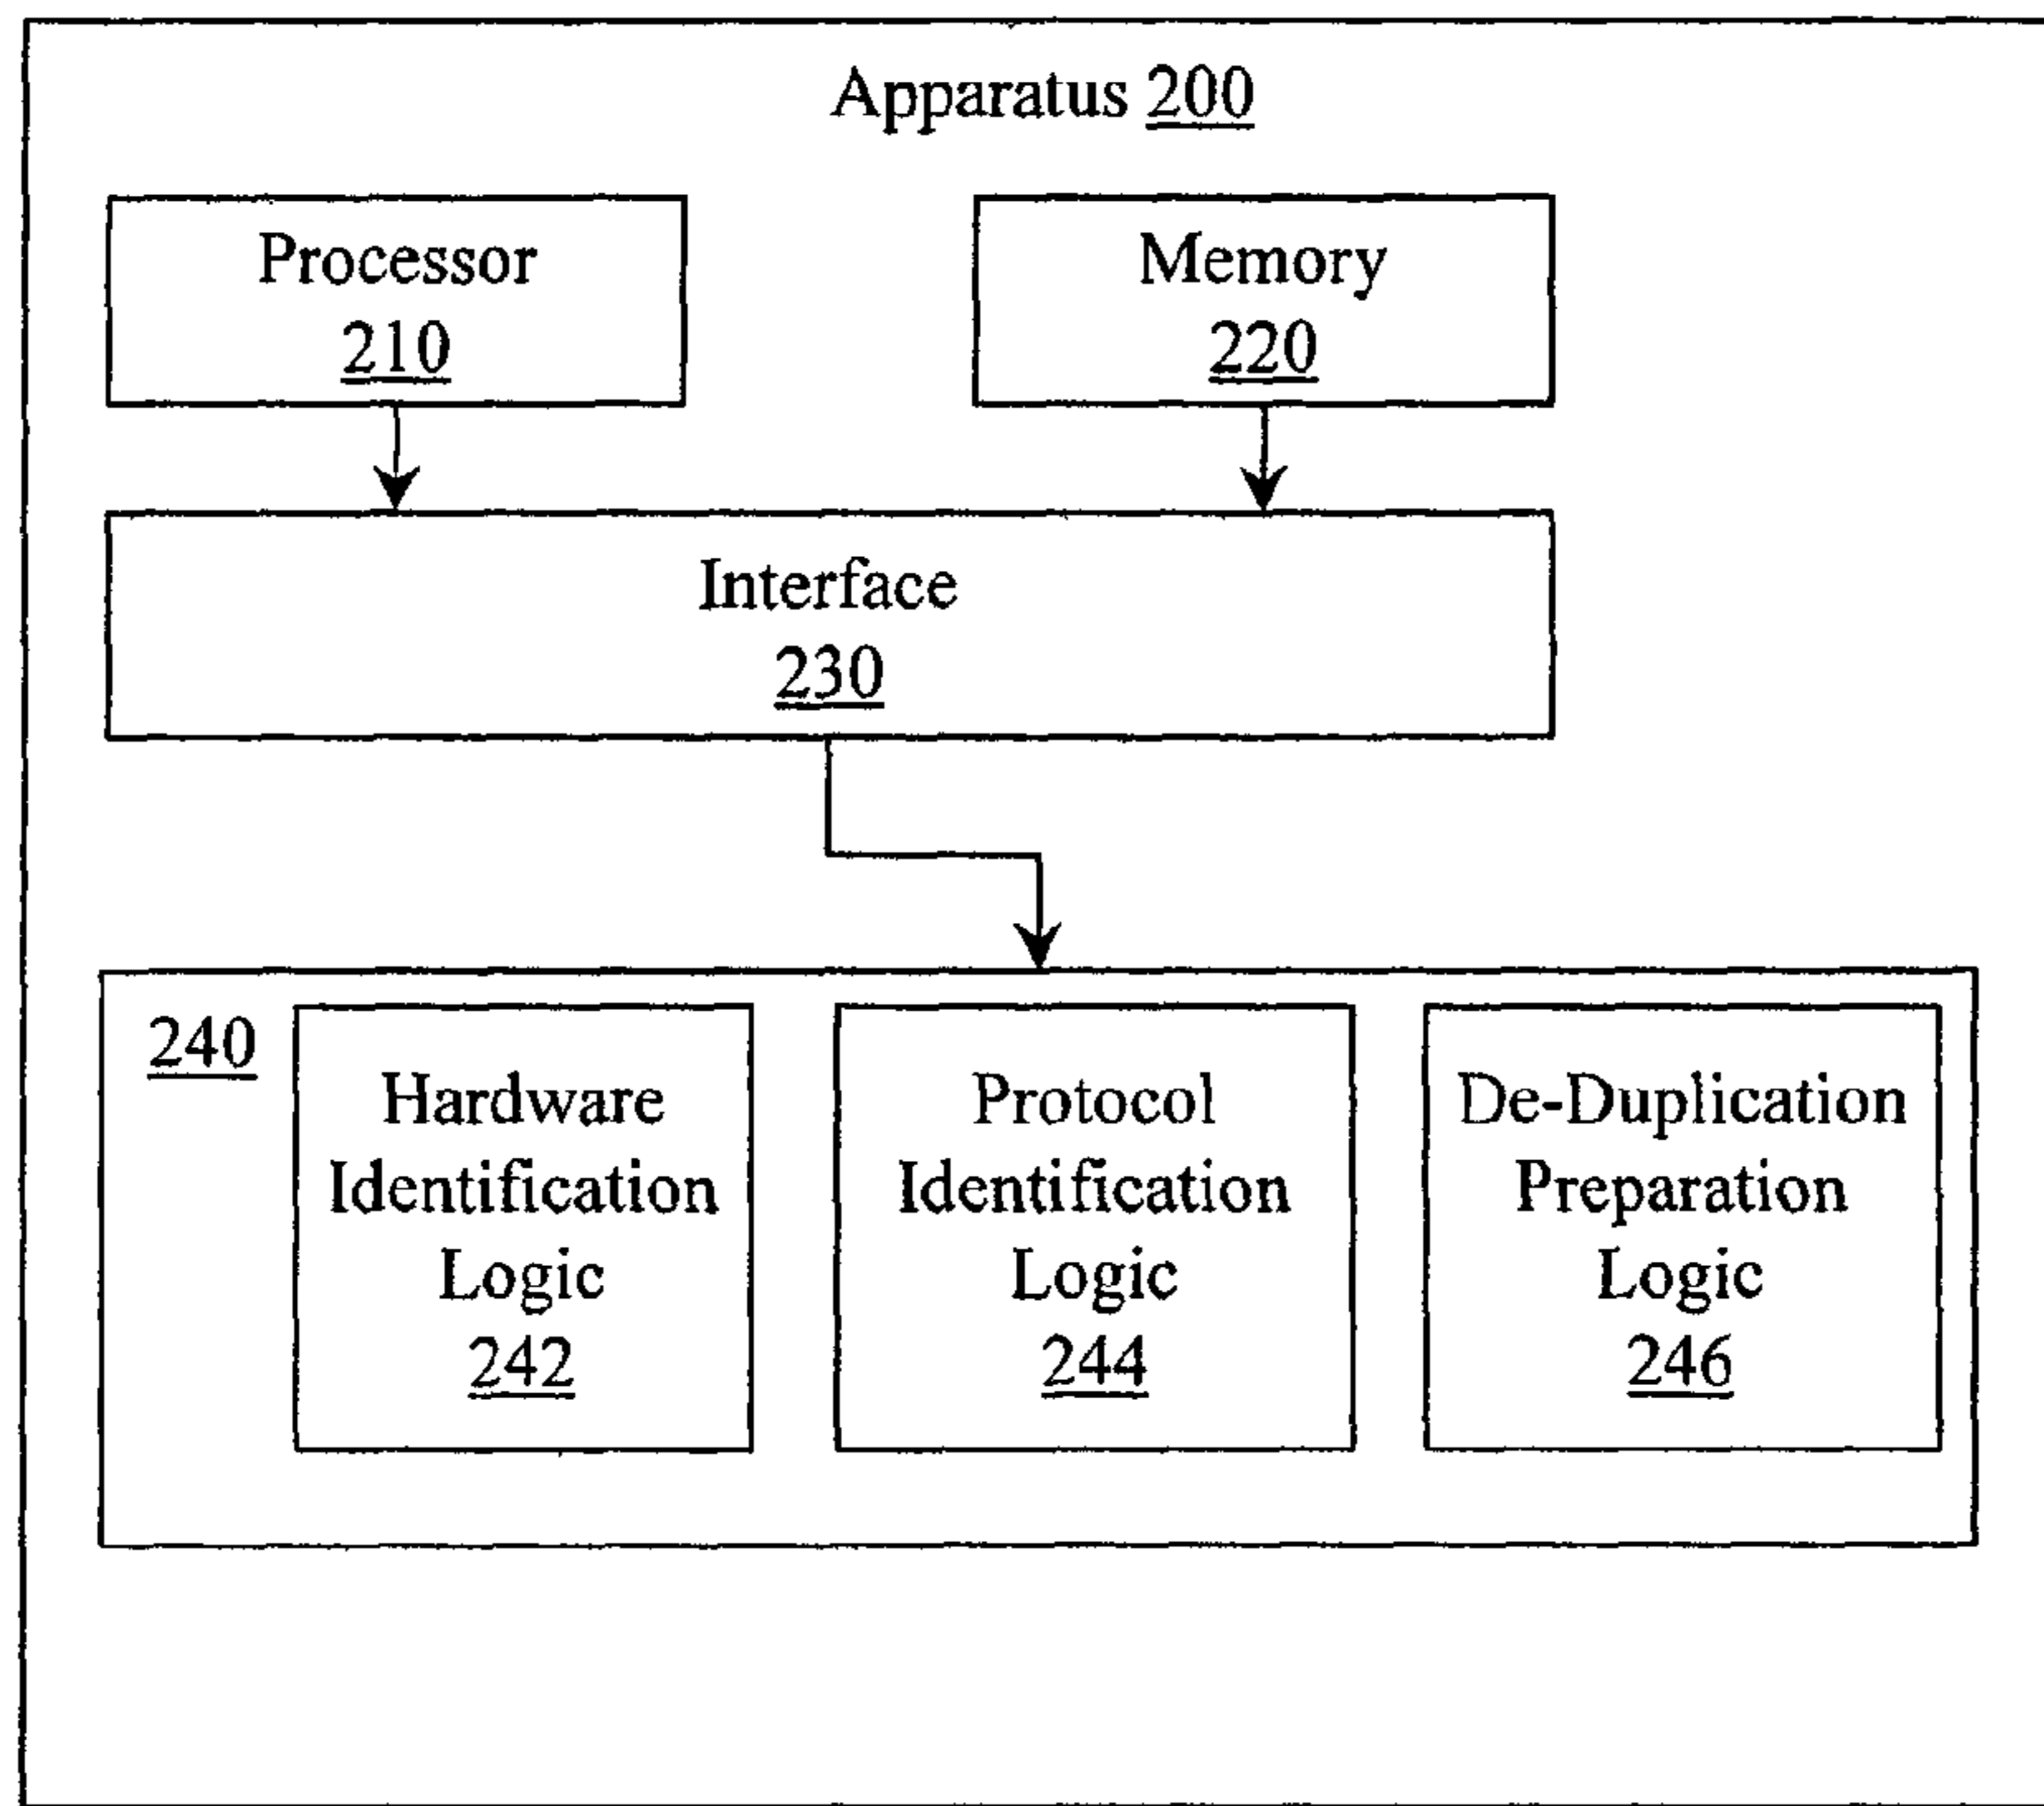 Apparatus 200
Processor
210
Memory
220
Interface
230
240
Hardware
Identification
Logic
242
Protocol
Identification
Logic
244
De-Duplication
Preparation
Logic
246